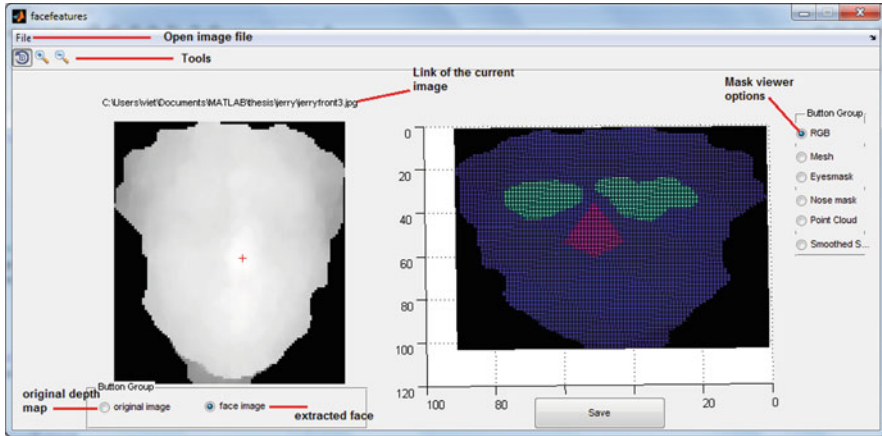 facefeatures
File
Open image file
Tools
Link of the current
image
C:\Users\viet\Documents\MATLAB\thesis\jerry\jerryfront3.jpg
Mask viewer
options
Button Group
RGB
Mesh
Eyesmask
Nose mask
Point Cloud
Smoothed S...
0
20
40
60
80
100
120
100
80
20
0
Button Group
original depth
map
original image
face image
extracted face
Save